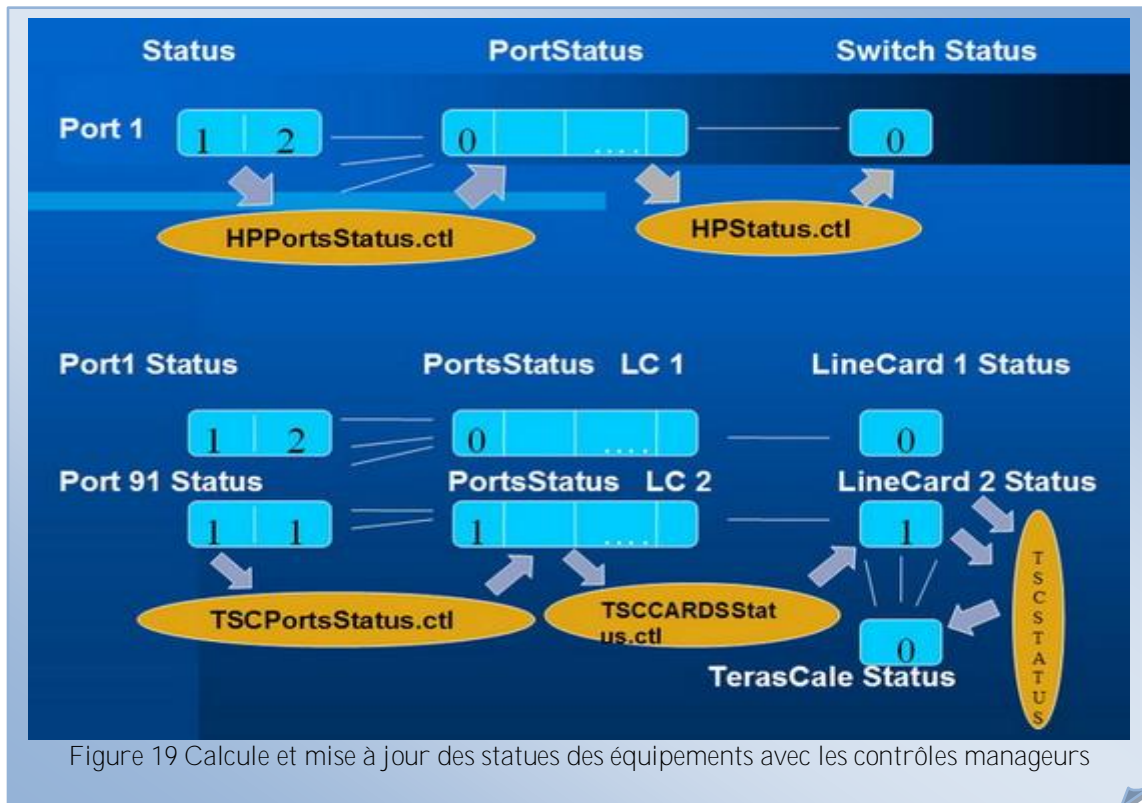 Status PortStatus Switch Status
Port 1 1 2 0 .... 0
HPPortsStatus.ctl HPStatus.ctl
Port1 Status PortsStatus LC 1 LineCard 1 Status
1 2 0 .... 0
Port 91 Status PortsStatus LC 2 LineCard 2 Status
1 1 1 .... 1
TSCPortsStatus.ctl
TSCCARDSStat
us.ctl
TSCSTATUS
0
TerasCale Status
Figure 19 Calcule et mise à jour des statues des équipements avec les contrôles manageurs